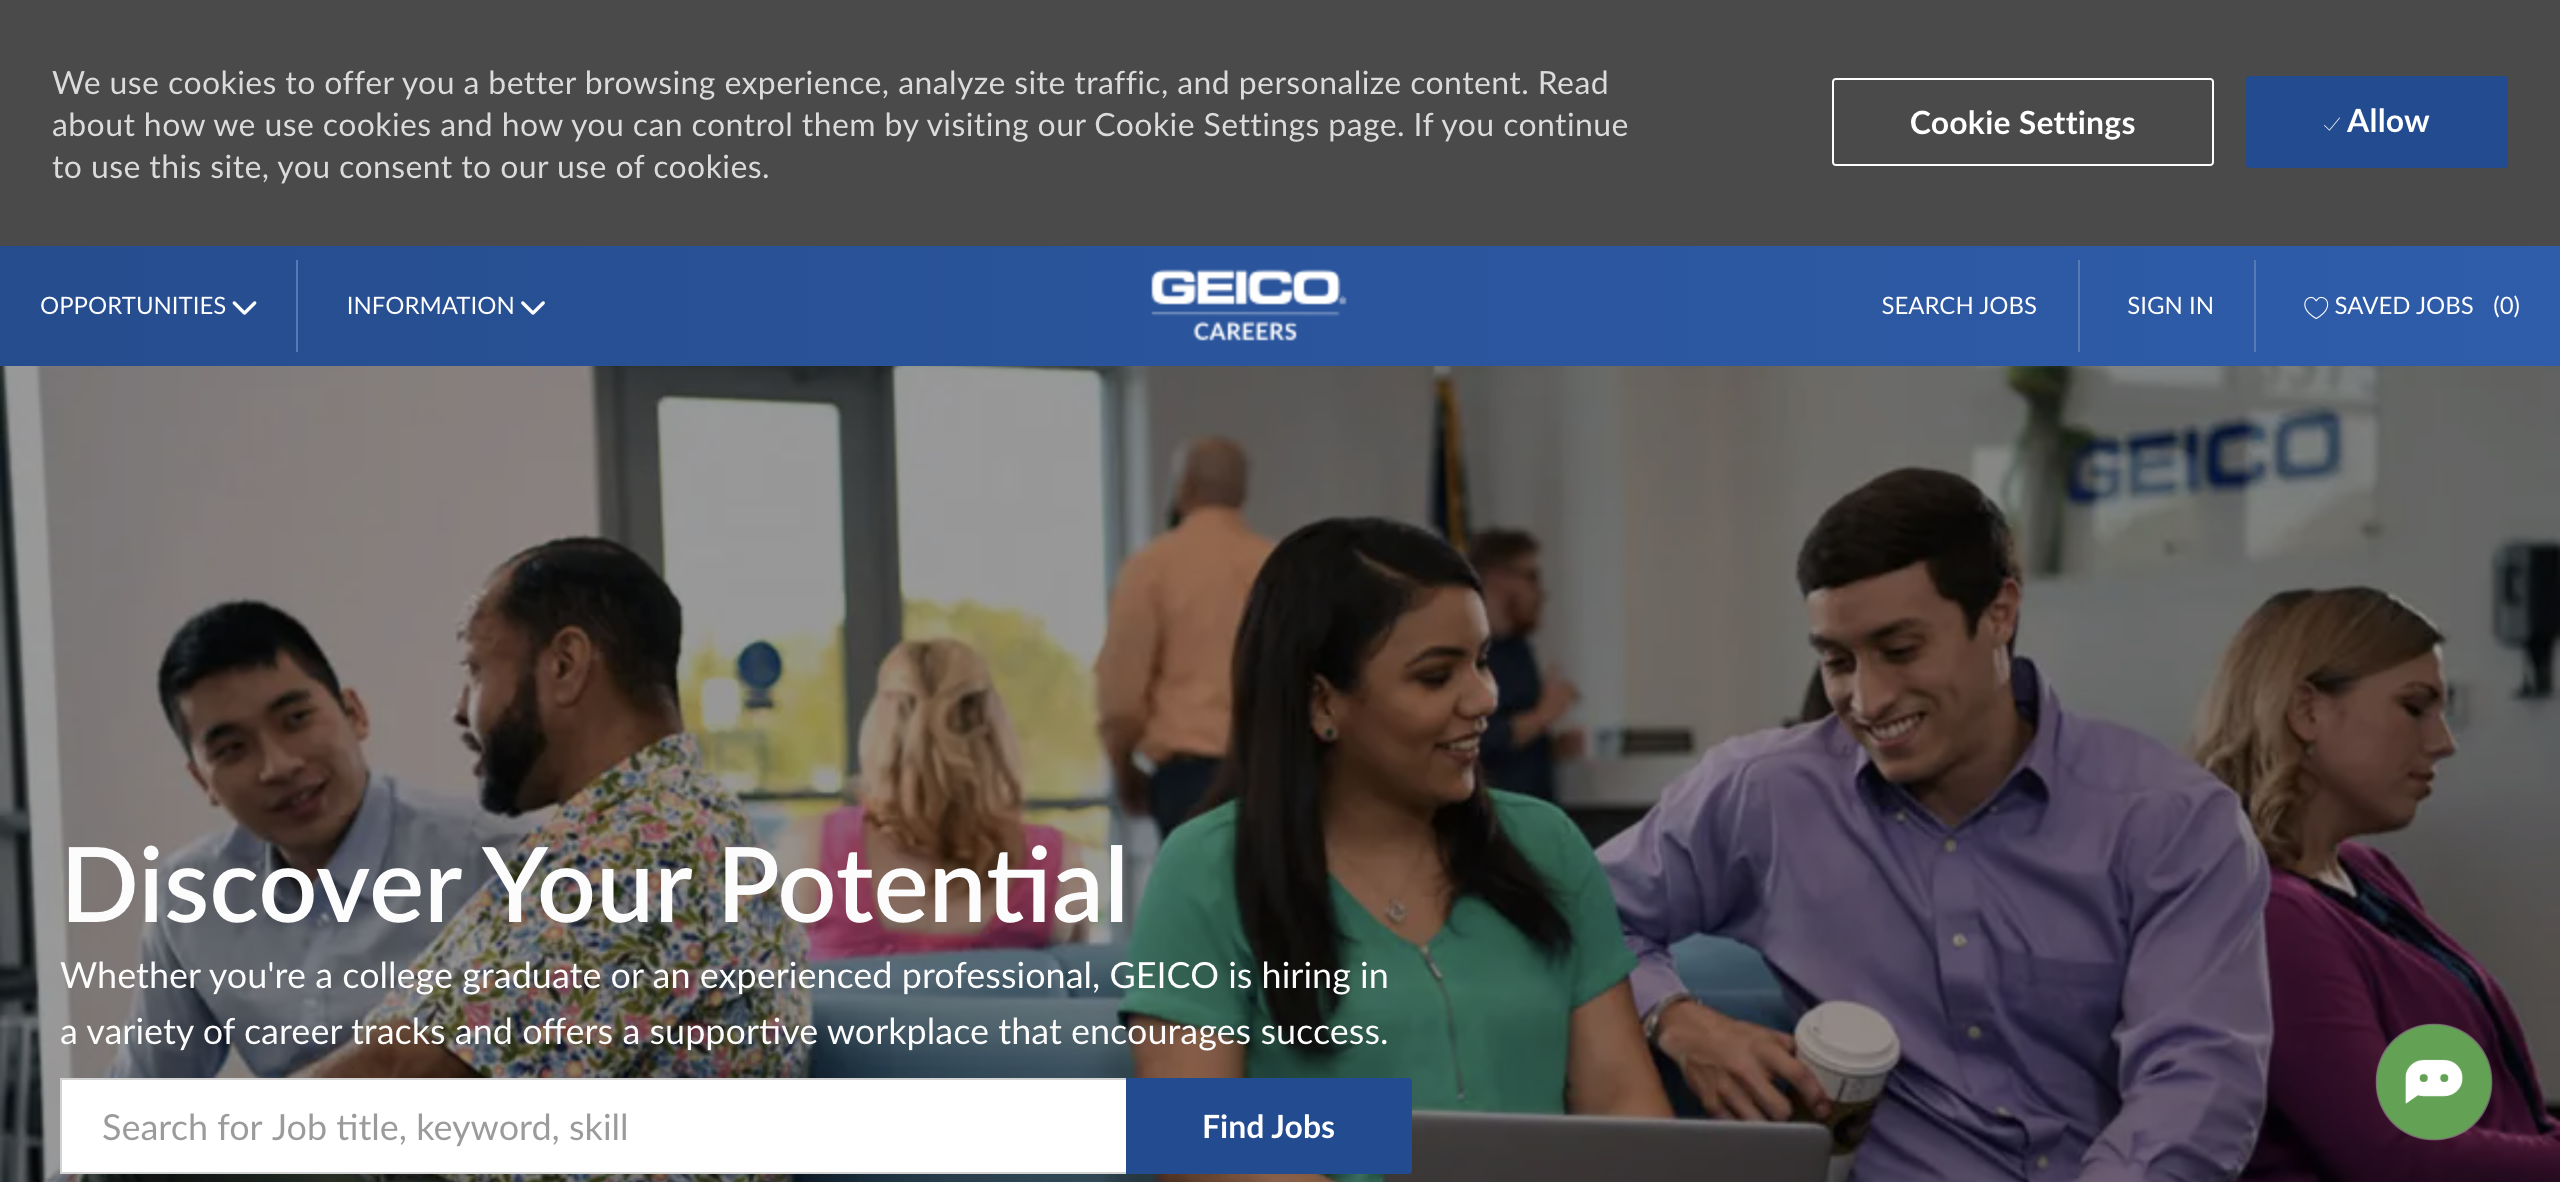 We use cookies to offer you a better browsing experience, analyze site traffic, and personalize content. Read
about how we use cookies and how you can control them by visiting our Cookie Settings page. If you continue
to use this site, you consent to our use of cookies.
Cookie Settings
Allow
OPPORTUNITIES
INFORMATION
GEICO
CAREERS
SEARCH JOBS
SIGN IN
SAVED JOBS (0)
GEICO
Discover Your Potential
Whether you're a college graduate or an experienced professional, GEICO is hiring in
a variety of career tracks and offers a supportive workplace that encourages success.
Search for Job title, keyword, skill
Find Jobs